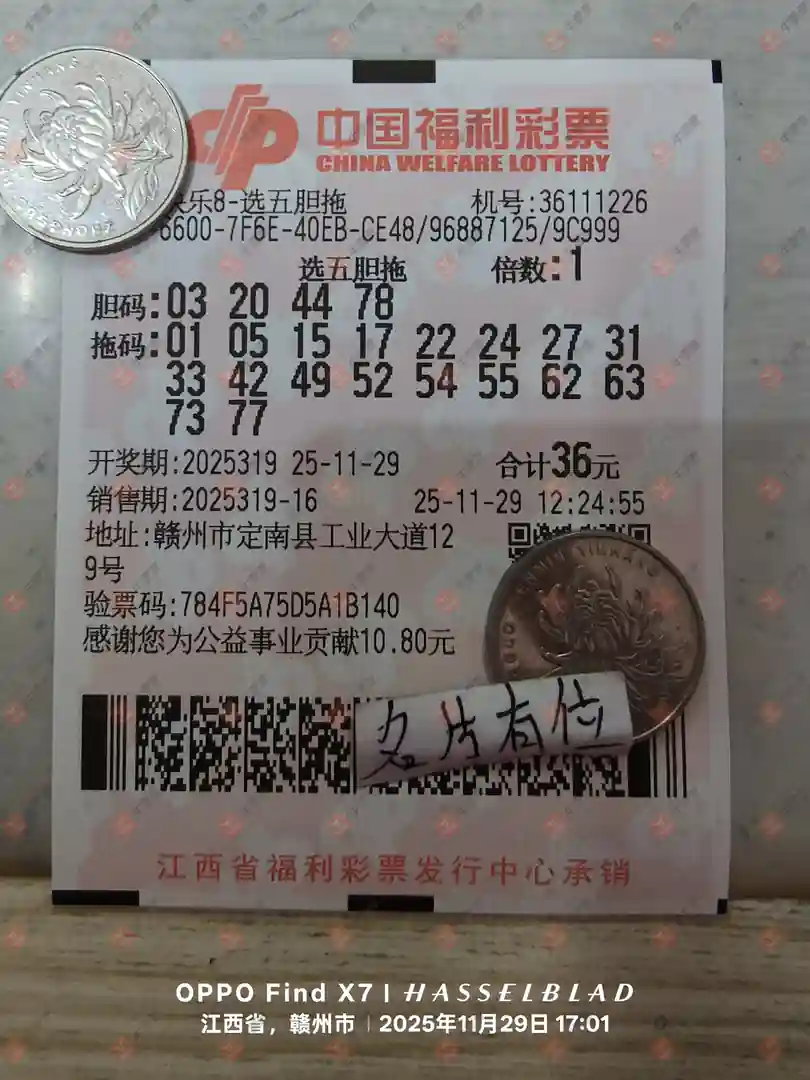 中国福利彩票
CHINA WELFARE LOTTERY
快乐8-选五胆拖 机号:36111226
6600-7F6E-40EB-CE48/96887125/9C999
选五胆拖 倍数:1
胆码:03 20 44 78
拖码:01 05 15 17 22 24 27 31
33 42 49 52 54 55 62 63
73 77
开奖期:2025319 25-11-29 合计36元
销售期:2025319-16 25-11-29 12:24:55
地址:赣州市定南县工业大道12
9号
验票码:784F5A75D5A1B140
感谢您为公益事业贡献10.80元
名片有位
江西省福利彩票发行中心承销
OPPO Find X7 | HASSELBLAD
江西省，赣州市 | 2025年11月29日 17:01